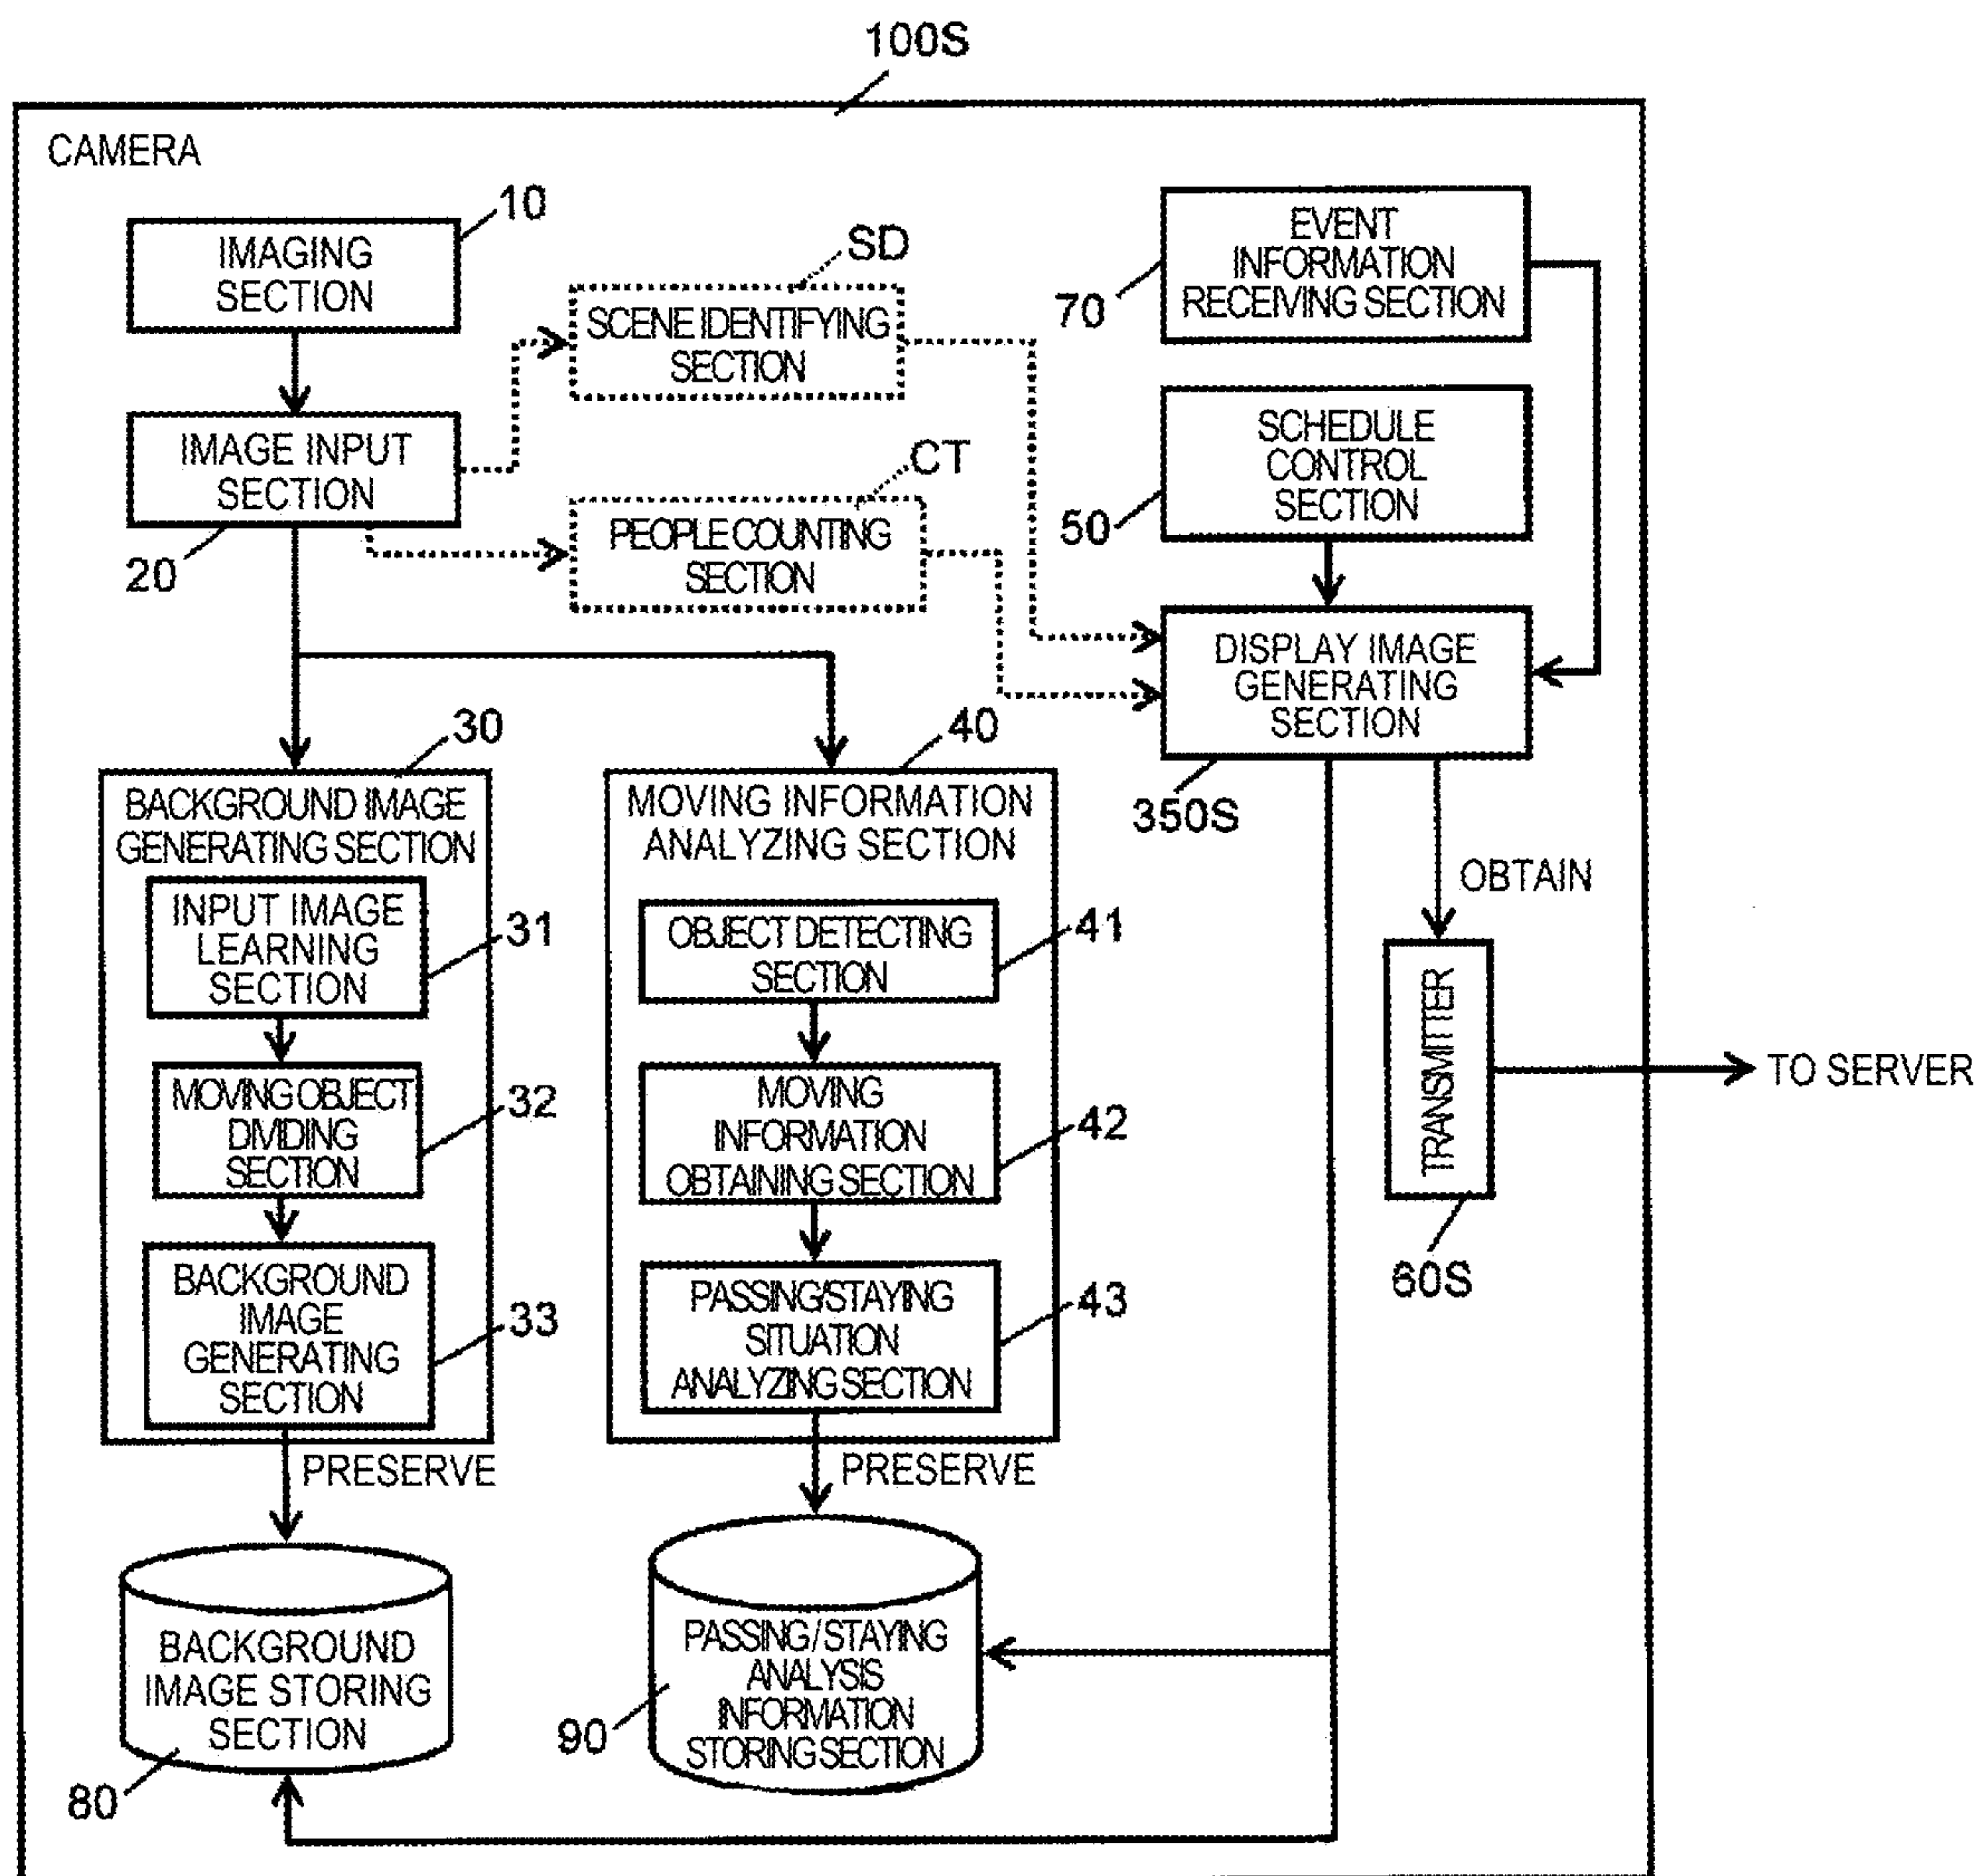 100S
CAMERA
10
IMAGING
SECTION
SD
SCENE IDENTIFYING
SECTION
EVENT
INFORMATION
RECEIVING SECTION
70
IMAGE INPUT
SECTION
20
CT
PEOPLE COUNTING
SECTION
SCHEDULE
CONTROL
SECTION
50
DISPLAY IMAGE
GENERATING
SECTION
350S
30
BACKGROUND IMAGE
GENERATING SECTION
INPUT IMAGE
LEARNING
SECTION
31
MOVING OBJECT
DIVIDING
SECTION
32
BACKGROUND
IMAGE
GENERATING
SECTION
33
PRESERVE
40
MOVING INFORMATION
ANALYZING SECTION
OBJECT DETECTING
SECTION
41
MOVING
INFORMATION
OBTAINING SECTION
42
PASSING/STAYING
SITUATION
ANALYZING SECTION
43
PRESERVE
OBTAIN
TRANSMITTER
60S
TO SERVER
BACKGROUND
IMAGE STORING
SECTION
80
PASSING/STAYING
ANALYSIS
INFORMATION
STORING SECTION
90